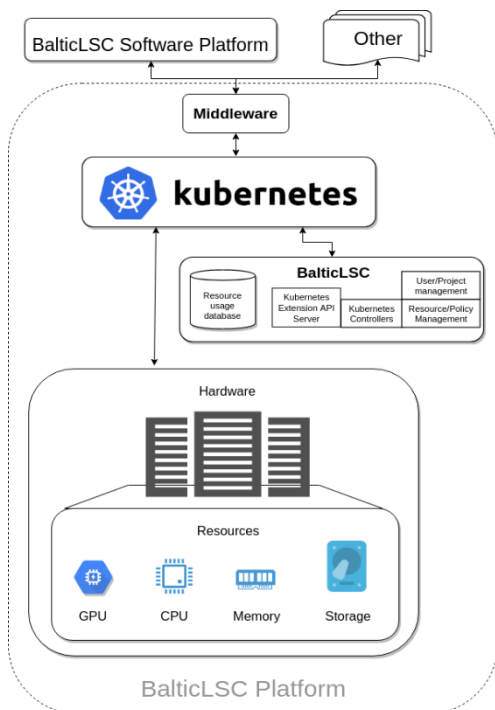 BalticLSC Software Platform
Other
Middleware
kubernetes
BalticLSC
Resource
usage
database
Kubernetes
Extension API
Server
Kubernetes
Controllers
User/Project
management
Resource/Policy
Management
Hardware
Resources
GPU
CPU
Memory
Storage
BalticLSC Platform